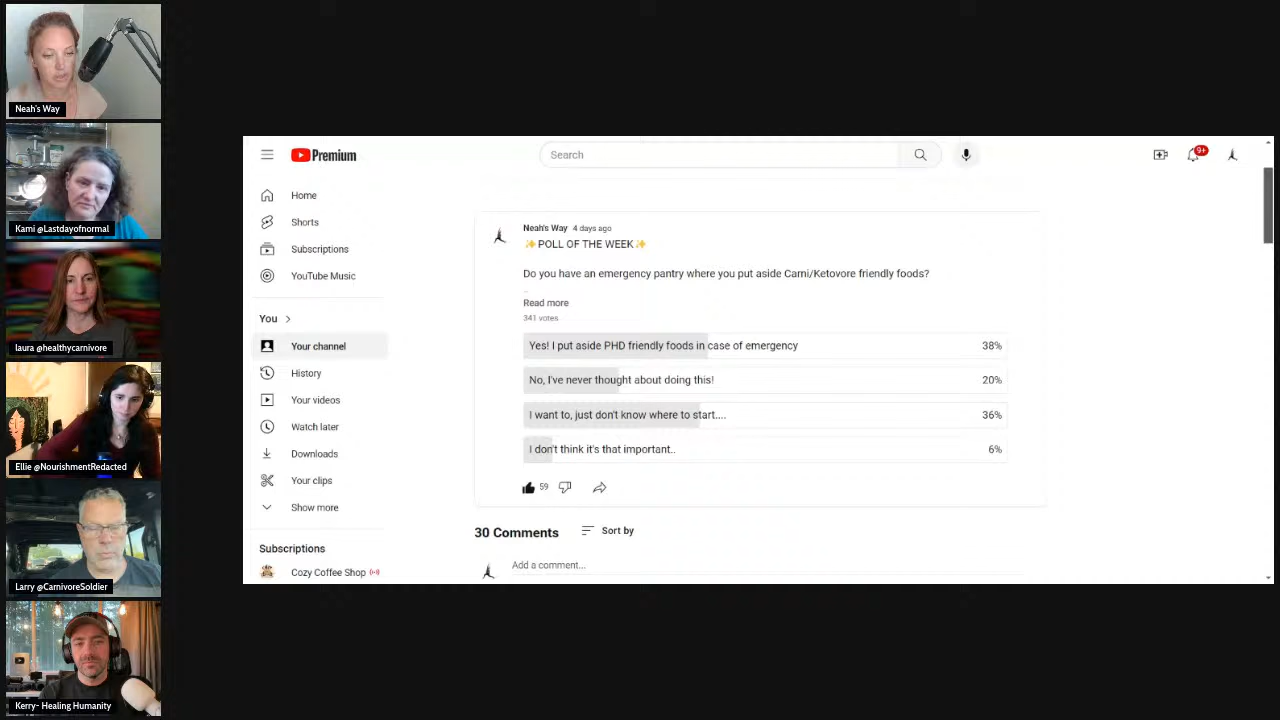 Neah's Way
Kami @Lastdayofnormal
laura @healthycarnivore
Ellie @NourishmentRedacted
Larry @CarnivoreSoldier
Kerry- Healing Humanity
Premium
Search
9+
Home
Shorts
Subscriptions
YouTube Music
You
Your channel
History
Your videos
Watch later
Downloads
Your clips
Show more
Subscriptions
Cozy Coffee Shop
Neah's Way 4 days ago
✨POLL OF THE WEEK✨
Do you have an emergency pantry where you put aside Carni/Ketovore friendly foods?
..
Read more
341 votes
Yes! I put aside PHD friendly foods in case of emergency 38%
No, I've never thought about doing this! 20%
I want to, just don't know where to start.... 36%
I don't think it's that important.. 6%
59
30 Comments Sort by
Add a comment...